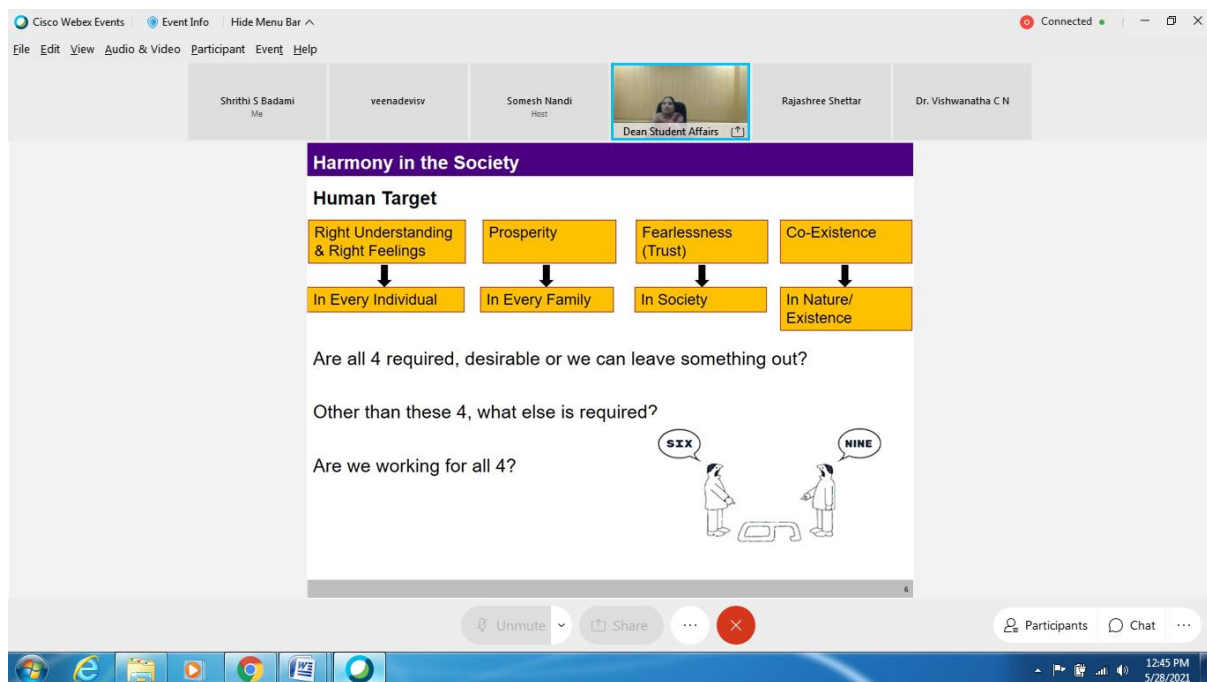 Cisco Webex Events Event Info Hide Menu Bar Connected
File Edit View Audio & Video Participant Event Help
Shrithi S Badami
Me
veenadevisv
Somesh Nandi
Host
Dean Student Affairs
Rajashree Shettar
Dr. Vishwanatha C N
Harmony in the Society
Human Target
Right Understanding
& Right Feelings
Prosperity
Fearlessness
(Trust)
Co-Existence
In Every Individual
In Every Family
In Society
In Nature/
Existence
Are all 4 required, desirable or we can leave something out?
Other than these 4, what else is required?
SIX
NINE
Are we working for all 4?
6
Unmute Share
Participants Chat
12:45 PM
5/28/2021